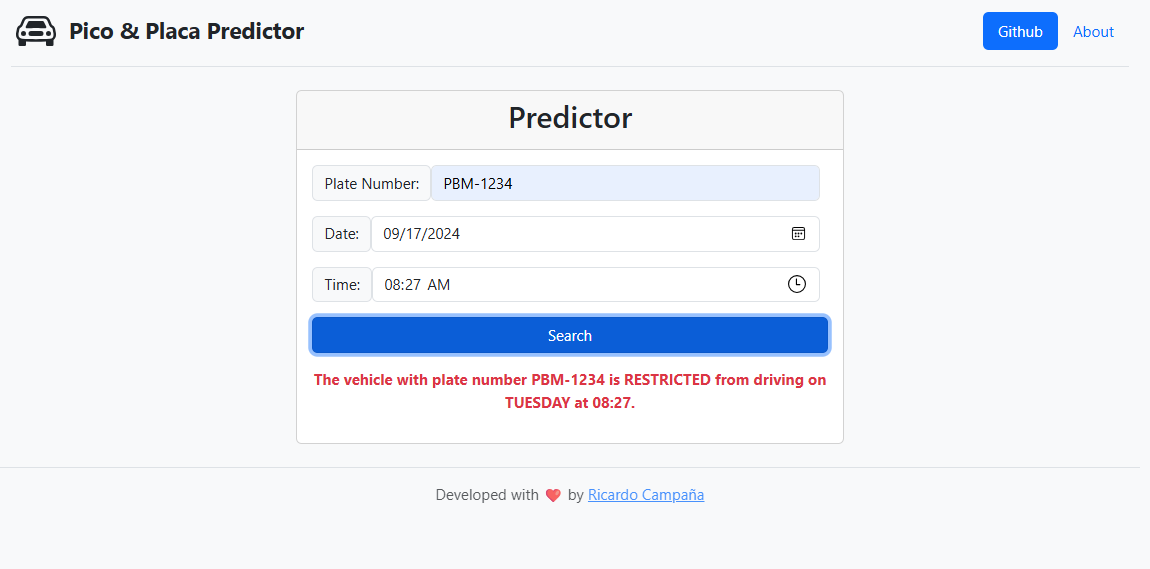 Pico & Placa Predictor
Github
About
Predictor
Plate Number:
PBM-1234
Date:
09/17/2024
Time:
08:27 AM
Search
The vehicle with plate number PBM-1234 is RESTRICTED from driving on
TUESDAY at 08:27.
Developed with ❤️ by Ricardo Campaña